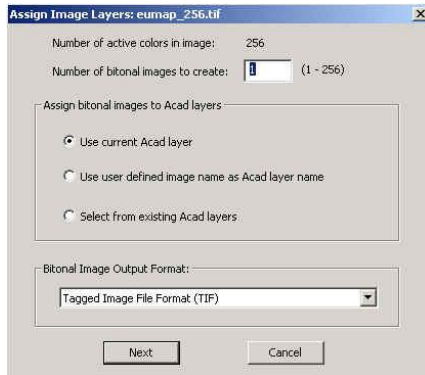 Assign Image Layers: eumap_256.tif
Number of active colors in image: 256
Number of bitonal images to create: 1 (1 - 256)
Assign bitonal images to Acad layers
Use current Acad layer
Use user defined image name as Acad layer name
Select from existing Acad layers
Bitonal Image Output Format:
Tagged Image File Format (TIF)
Next Cancel